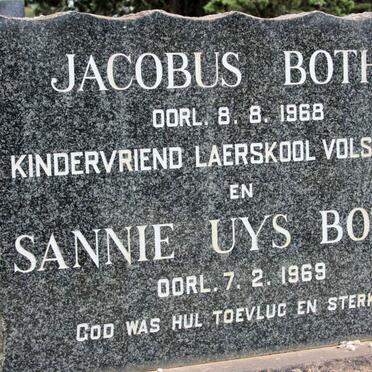 JACOBUS BOTH
OORL. 8. 8. 1968
KINDERVRIEND LAERSKOOL VOLS
EN
SANNIE UYS BO
OORL. 7. 2. 1969
GOD WAS HUL TOEVLUG EN STERK